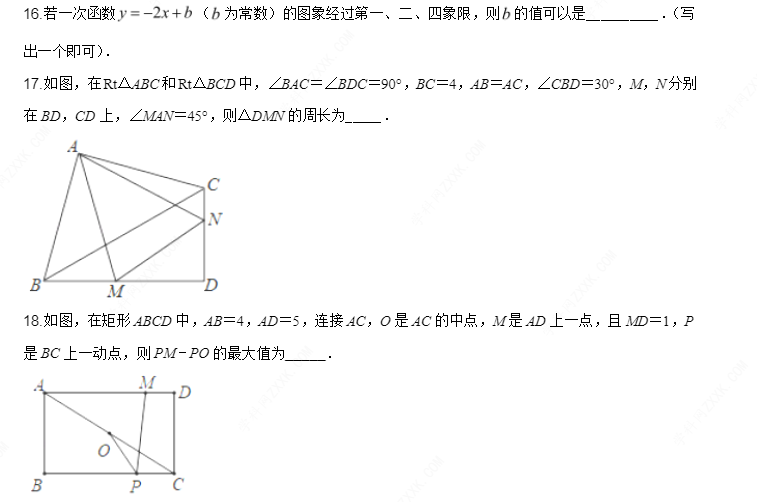 16.若一次函数 y=-2x+b（b为常数）的图象经过第一、二、四象限，则b的值可以是_________.（写
出一个即可）.
17.如图，在Rt△ABC和Rt△BCD中，∠BAC＝∠BDC＝90°，BC＝4，AB＝AC，∠CBD＝30°，M，N分别
在BD，CD上，∠MAN＝45°，则△DMN的周长为_____.
A
C
N
B
M
D
18.如图，在矩形ABCD中，AB＝4，AD＝5，连接AC，O是AC的中点，M是AD上一点，且MD＝1，P
是BC上一动点，则PM−PO的最大值为_____.
A
M
D
O
B
P
C